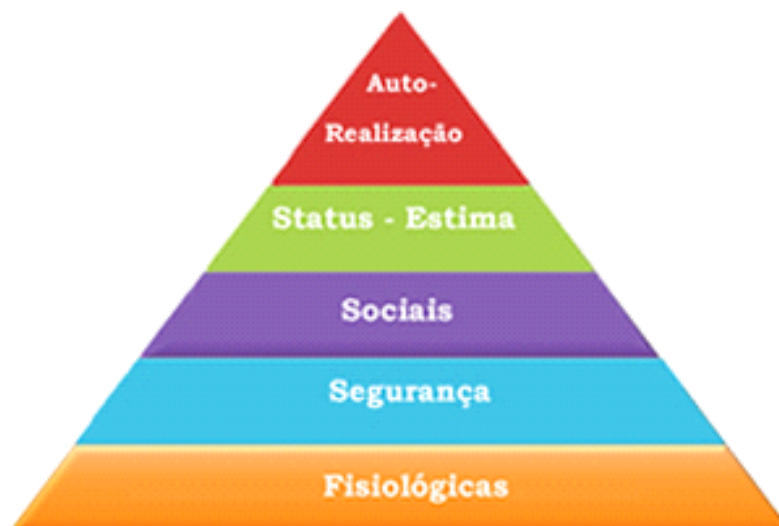 Auto-
Realização
Status - Estima
Sociais
Segurança
Fisiológicas